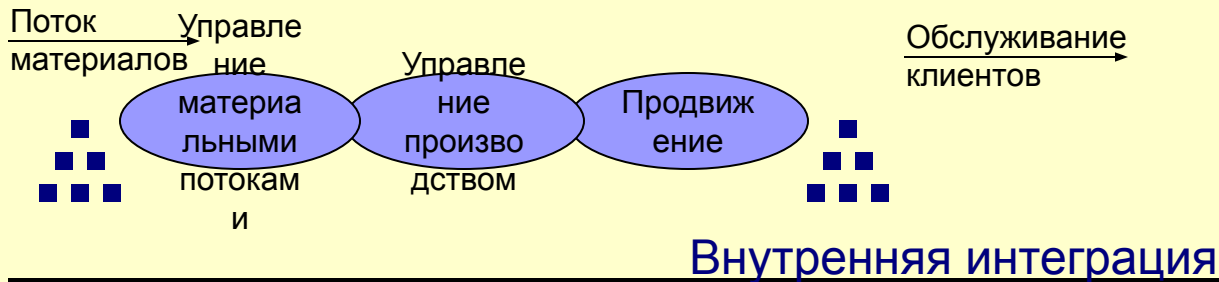 Поток
материалов
Управле
ние
материа
льными
потокам
и
Управле
ние
произво
дством
Продвиж
ение
Обслуживание
клиентов
Внутренняя интеграция